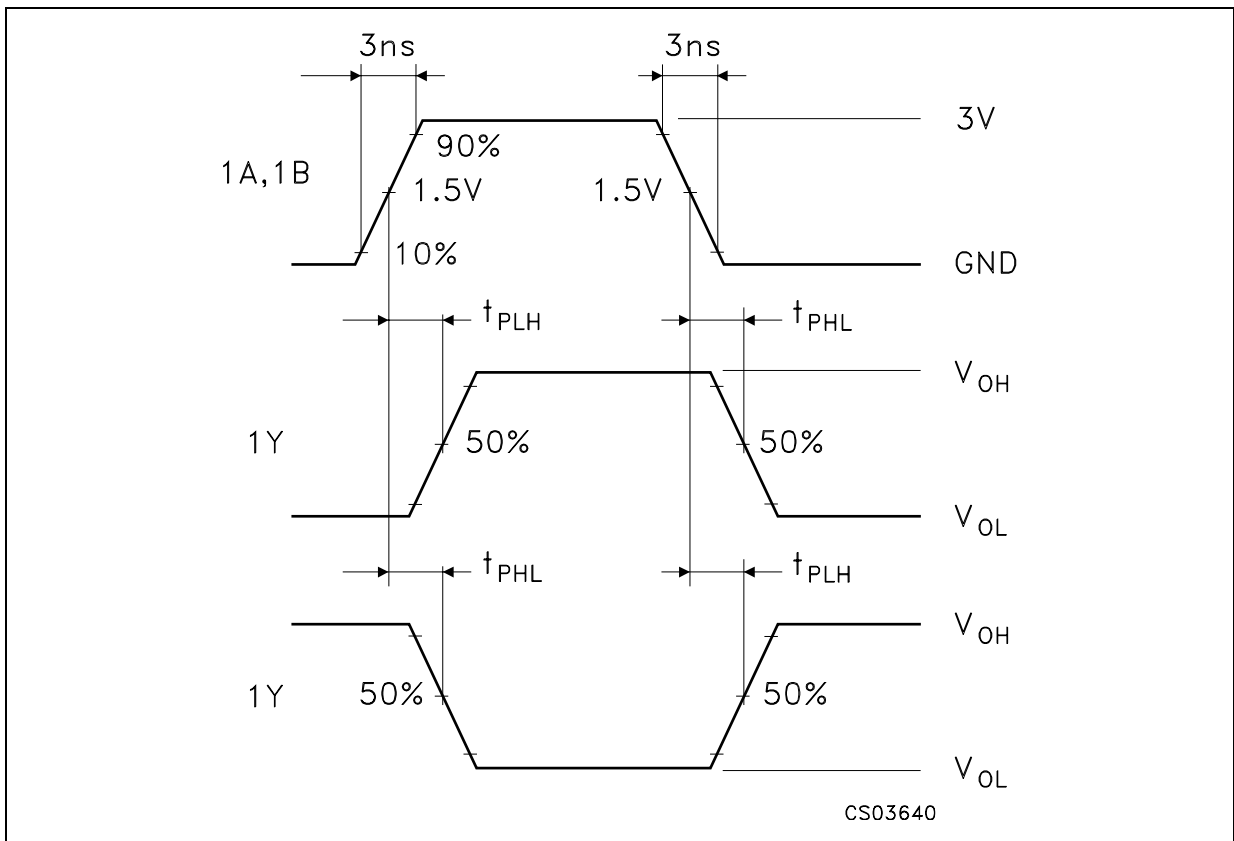 3ns 3ns
3V
90%
1A,1B
1.5V 1.5V
10%
GND
tPLH tPHL
VOH
1Y 50% 50%
VOL
tPHL tPLH
VOH
1Y 50% 50%
VOL
CS03640